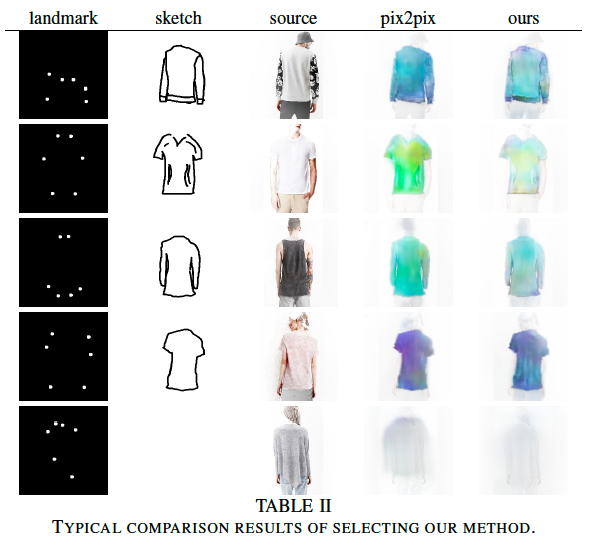 landmark sketch source pix2pix ours
TABLE II
TYPICAL COMPARISON RESULTS OF SELECTING OUR METHOD.